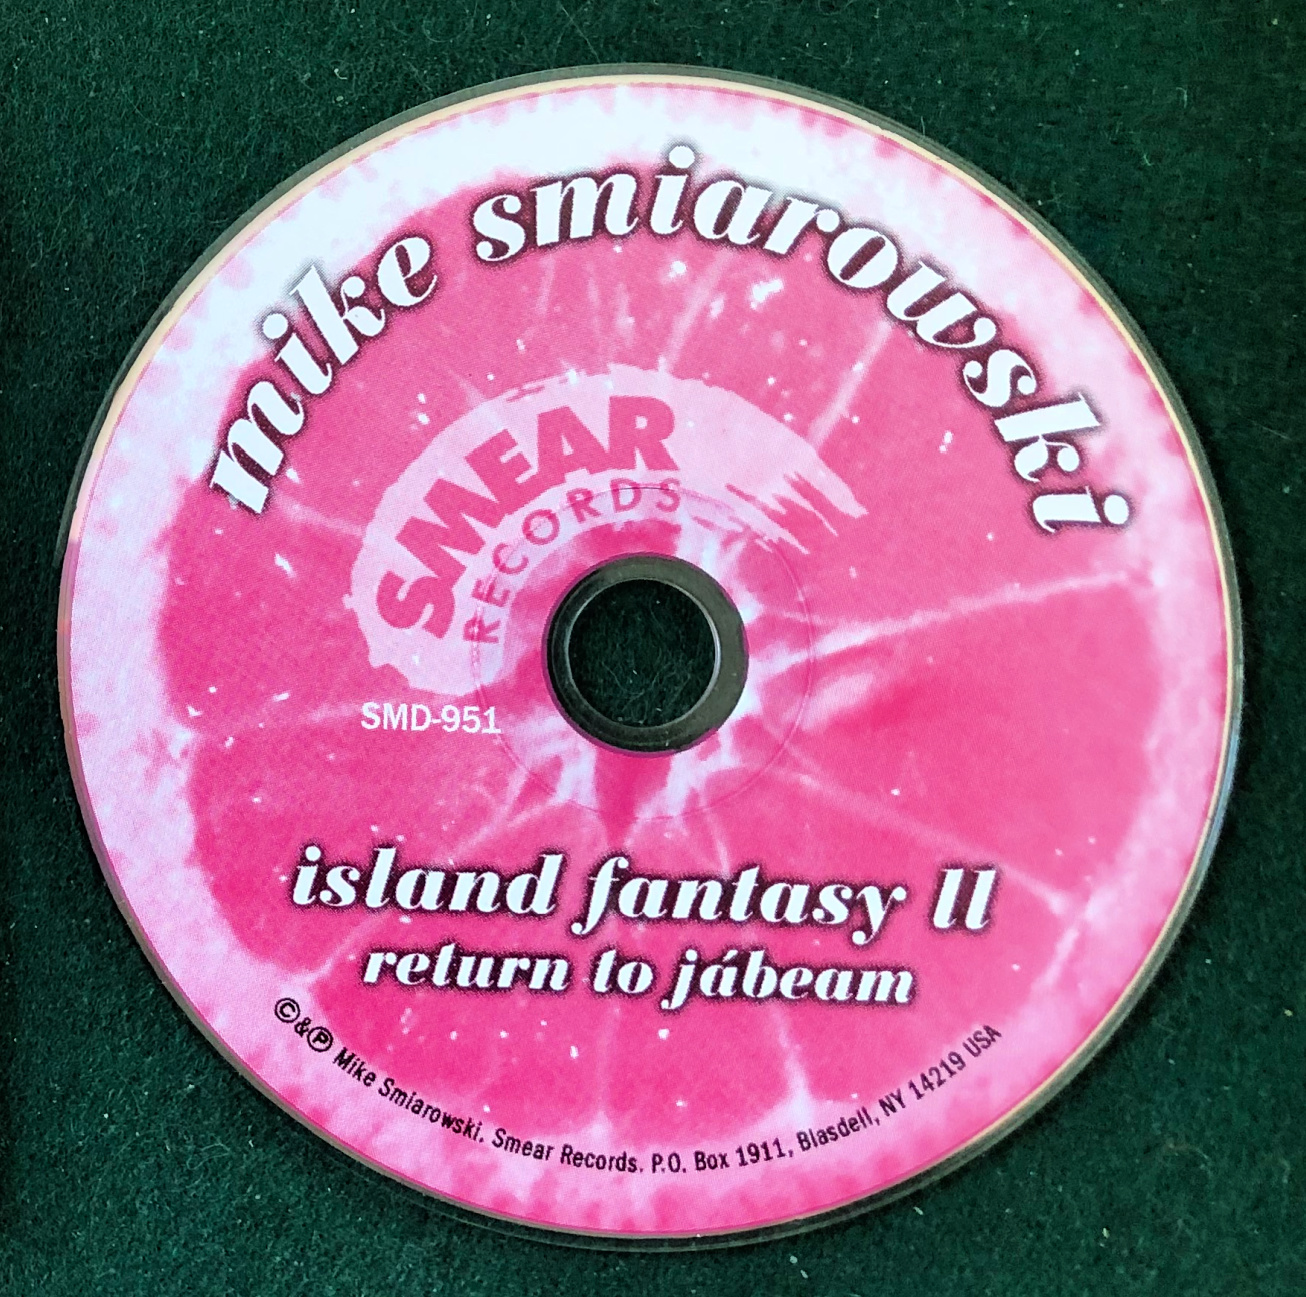 mike smiarowski
SMEAR
RECORDS
SMD-951
island fantasy ll
return to jábeam
©&℗ Mike Smiarowski. Smear Records. P.O. Box 1911, Blasdell, NY 14219 USA